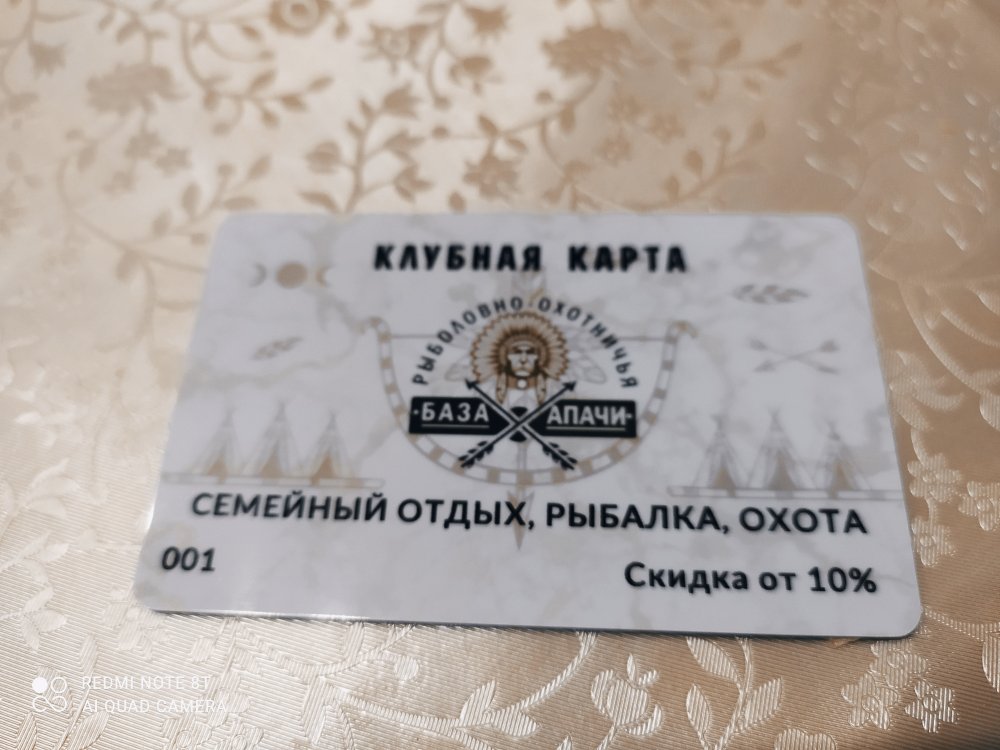 КЛУБНАЯ КАРТА
РЫБОЛОВНО-ОХОТНИЧЬЯ
·БАЗА АПАЧИ·
СЕМЕЙНЫЙ ОТДЫХ, РЫБАЛКА, ОХОТА
001
Скидка от 10%
REDMI NOTE 8T
AI QUAD CAMERA